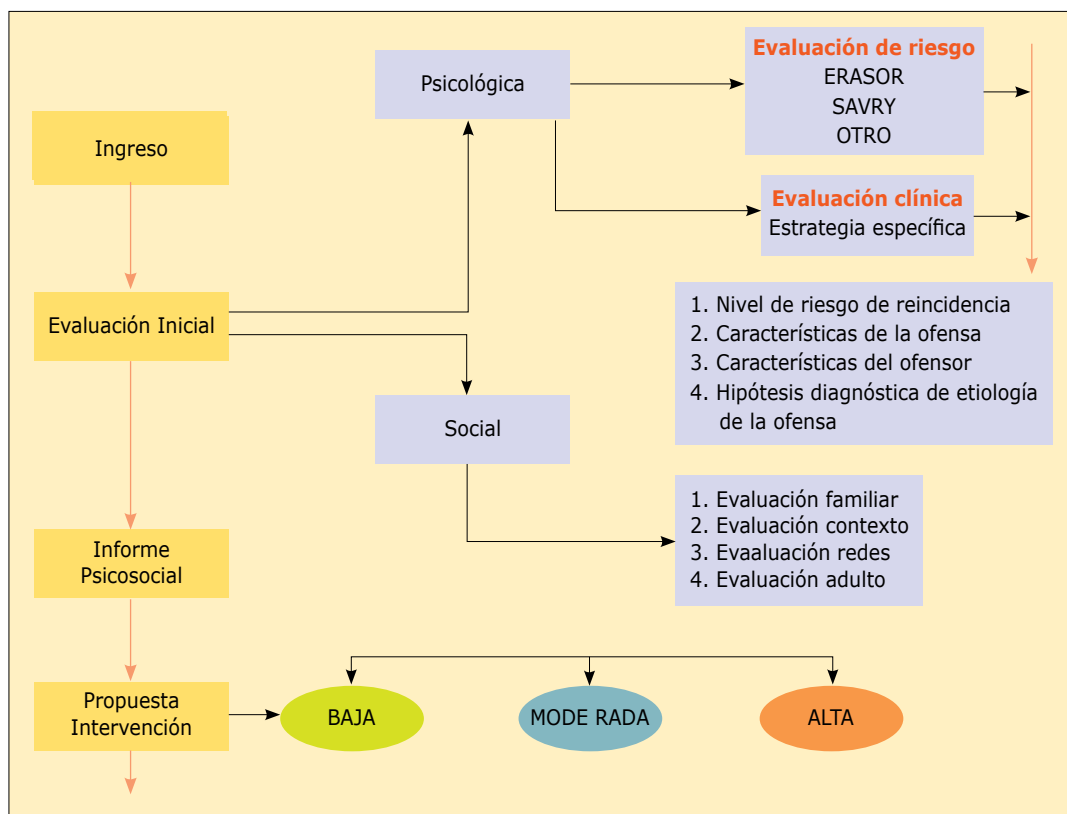 Ingreso
Evaluación Inicial
Informe
Psicosocial
Propuesta
Intervención
Psicológica
Social
Evaluación de riesgo
ERASOR
SAVRY
OTRO
Evaluación clínica
Estrategia específica
1. Nivel de riesgo de reincidencia
2. Características de la ofensa
3. Características del ofensor
4. Hipótesis diagnóstica de etiología
de la ofensa
1. Evaluación familiar
2. Evaluación contexto
3. Evaaluación redes
4. Evaluación adulto
BAJA
MODE RADA
ALTA